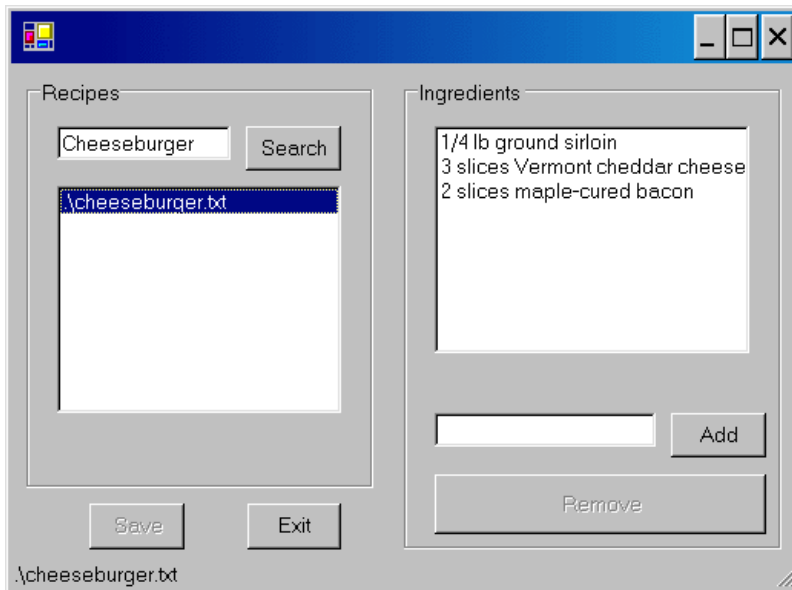 Recipes
Cheeseburger
Search
.\cheeseburger.txt
Save
Exit
Ingredients
1/4 lb ground sirloin
3 slices Vermont cheddar cheese
2 slices maple-cured bacon
Add
Remove
.\cheeseburger.txt